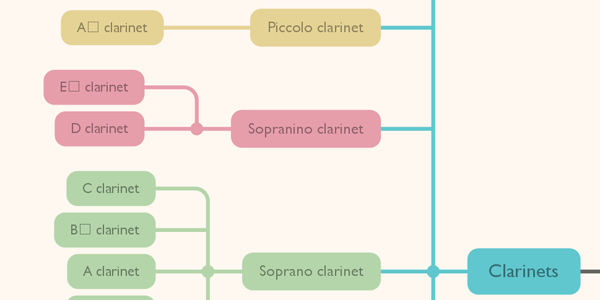 A□ clarinet
Piccolo clarinet
E□ clarinet
D clarinet
Sopranino clarinet
C clarinet
B□ clarinet
A clarinet
Soprano clarinet
Clarinets